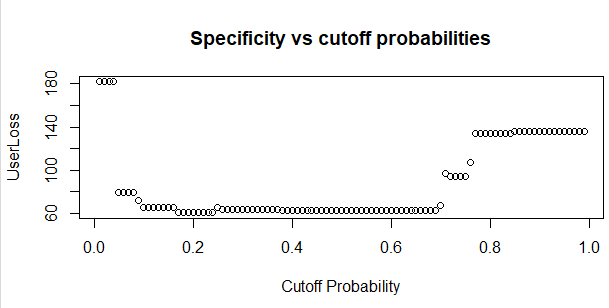 Specificity vs cutoff probabilities
UserLoss
180
140
100
60
0.0 0.2 0.4 0.6 0.8 1.0
Cutoff Probability